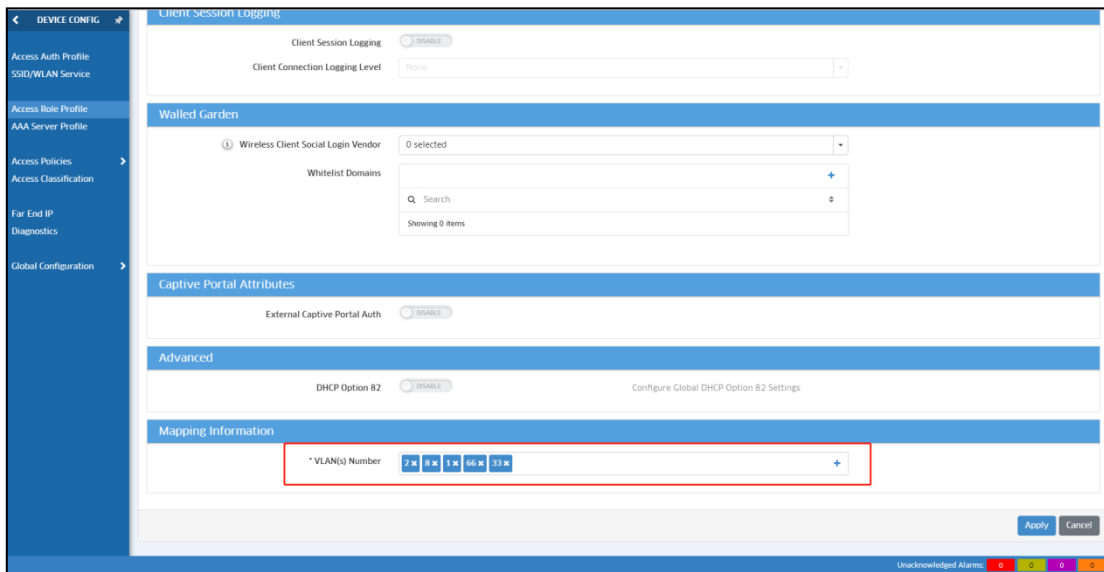 DEVICE CONFIG
Access Auth Profile
SSID/WLAN Service
Access Role Profile
AAA Server Profile
Access Policies
Access Classification
Far End IP
Diagnostics
Global Configuration
Client Session Logging
Client Session Logging DISABLE
Client Connection Logging Level None
Walled Garden
Wireless Client Social Login Vendor 0 selected
Whitelist Domains
Search
Showing 0 items
Captive Portal Attributes
External Captive Portal Auth DISABLE
Advanced
DHCP Option 82 DISABLE Configure Global DHCP Option 82 Settings
Mapping Information
* VLAN(s) Number 2 × 8 × 1 × 66 × 33 × +
Apply Cancel
Unacknowledged Alarms: 0 0 0 0